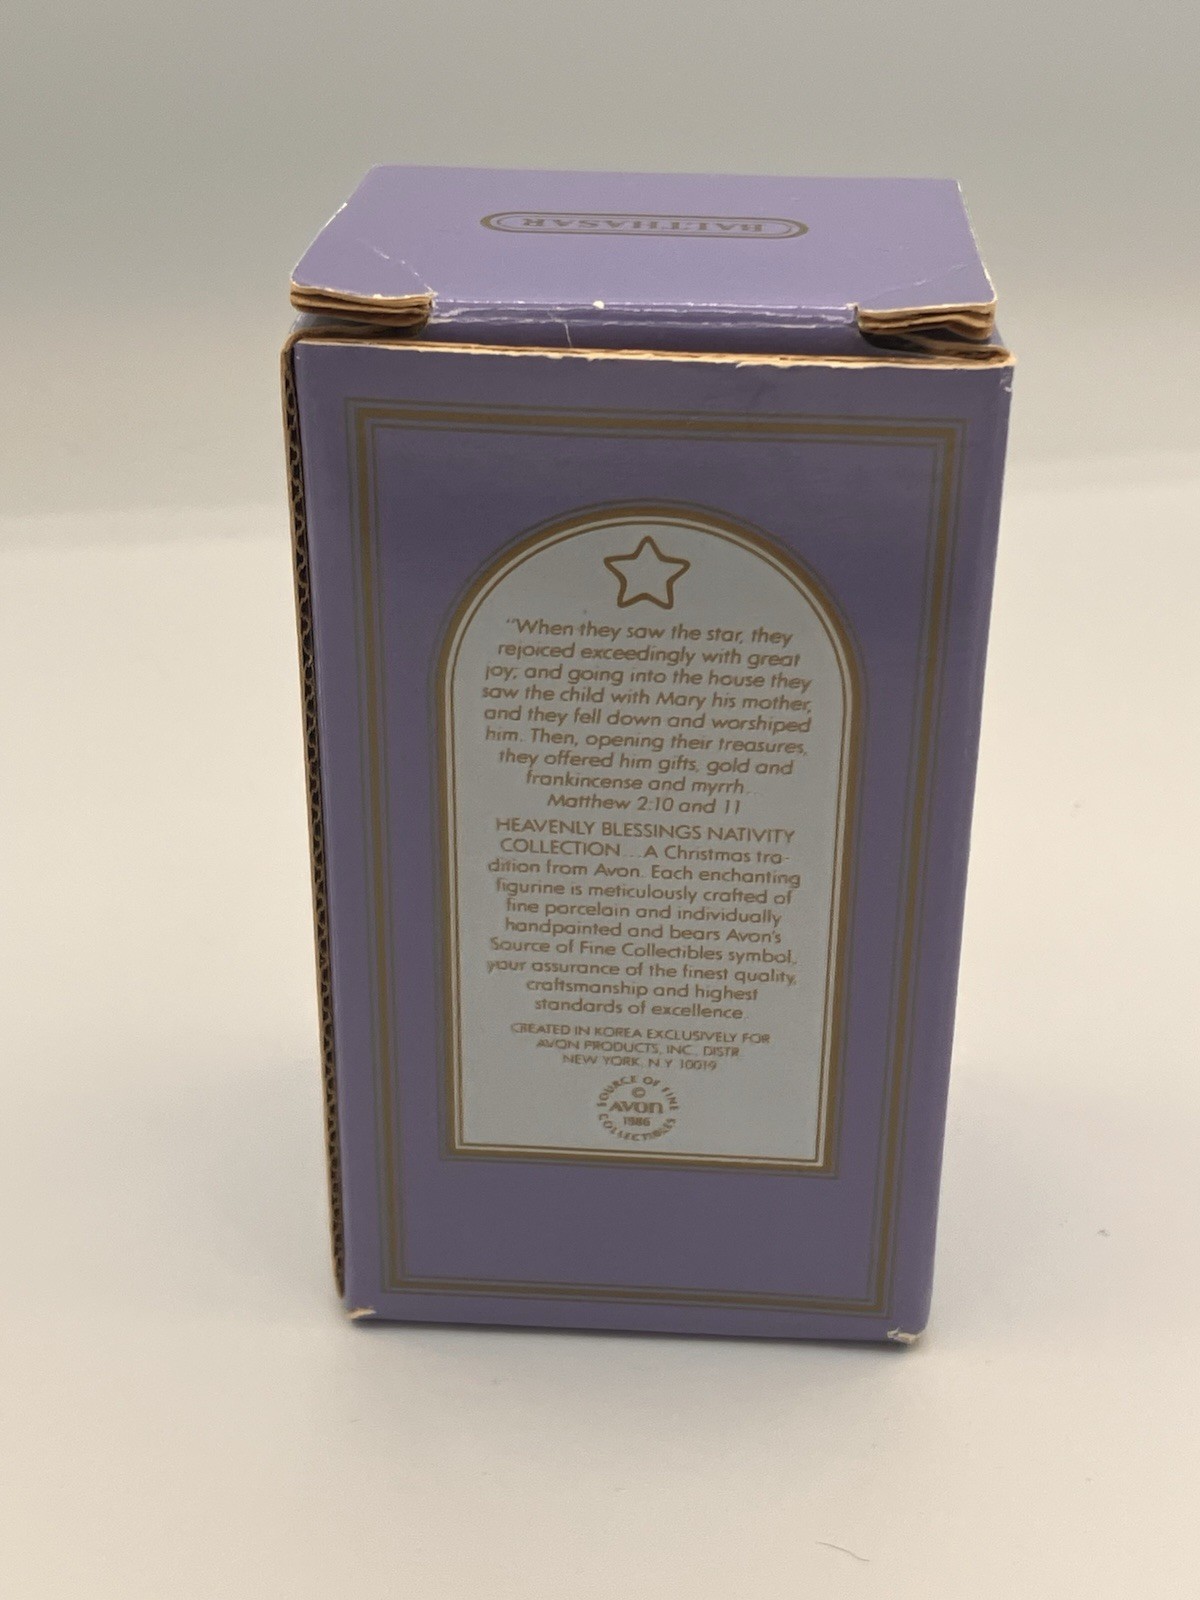 BALTHASAR
"When they saw the star, they
rejoiced exceedingly with great
joy; and going into the house they
saw the child with Mary his mother,
and they fell down and worshiped
him. Then, opening their treasures,
they offered him gifts, gold and
frankincense and myrrh...
Matthew 2:10 and 11
HEAVENLY BLESSINGS NATIVITY
COLLECTION...A Christmas tra-
dition from Avon. Each enchanting
figurine is meticulously crafted of
fine porcelain and individually
handpainted and bears Avon's
Source of Fine Collectibles symbol,
your assurance of the finest quality,
craftsmanship and highest
standards of excellence.
CREATED IN KOREA EXCLUSIVELY FOR
AVON PRODUCTS, INC., DISTR.
NEW YORK, N.Y. 10019
SOURCE OF FINE
©
AVON
1986
COLLECTIBLES